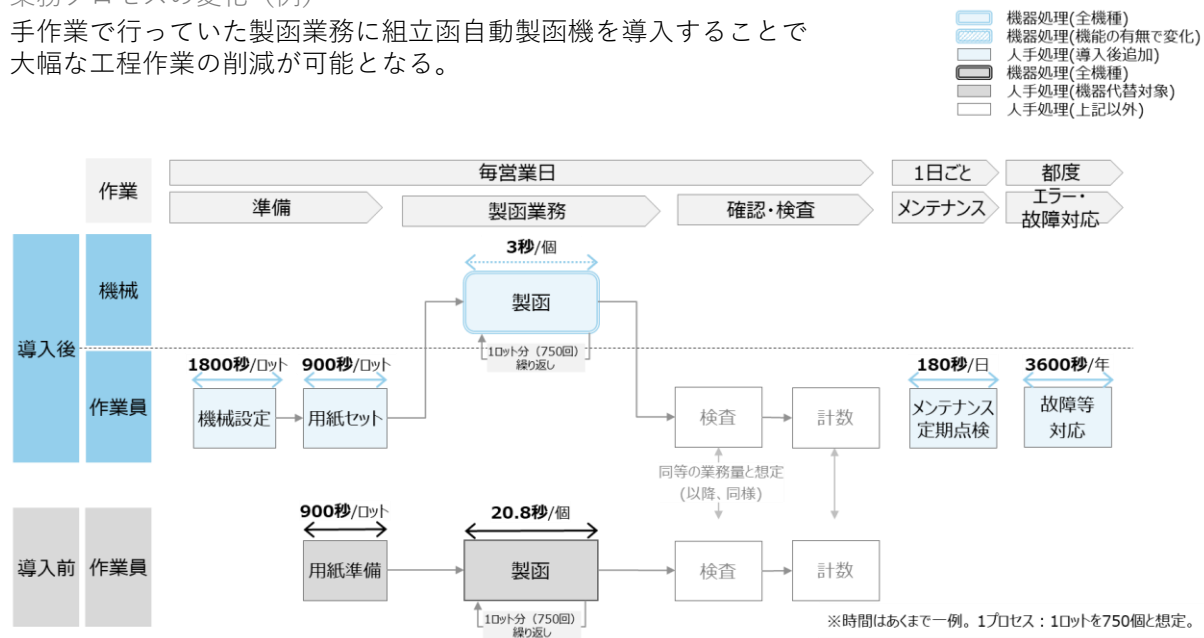 業務プロセスの変化（例）
手作業で行っていた製函業務に組立函自動製函機を導入することで
大幅な工程作業の削減が可能となる。
機器処理(全機種)
機器処理(機能の有無で変化)
人手処理(導入後追加)
機器処理(全機種)
人手処理(機器代替対象)
人手処理(上記以外)
作業
毎営業日
1日ごと
都度
準備
製函業務
確認・検査
メンテナンス
エラー・
故障対応
導入後
機械
3秒/個
製函
1ロット分（750回）
繰り返し
作業員
1800秒/ロット
900秒/ロット
180秒/日
3600秒/年
機械設定
用紙セット
検査
計数
メンテナンス
定期点検
故障等
対応
同等の業務量と想定
(以降、同様)
導入前
作業員
900秒/ロット
20.8秒/個
用紙準備
製函
検査
計数
1ロット分（750回）
繰り返し
※時間はあくまで一例。1プロセス：1ロットを750個と想定。